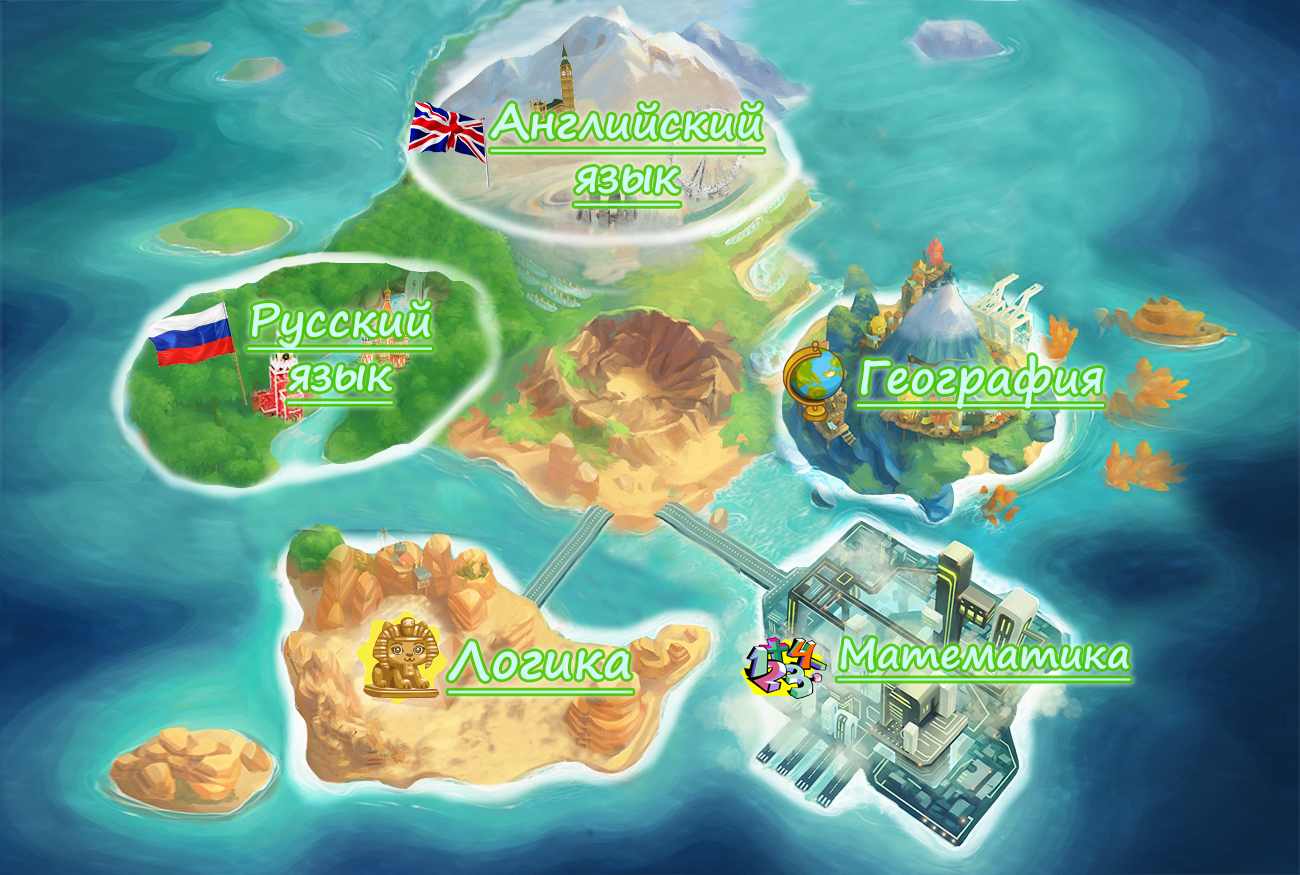 Английский
язык
Русский
язык
География
Логика
Математика